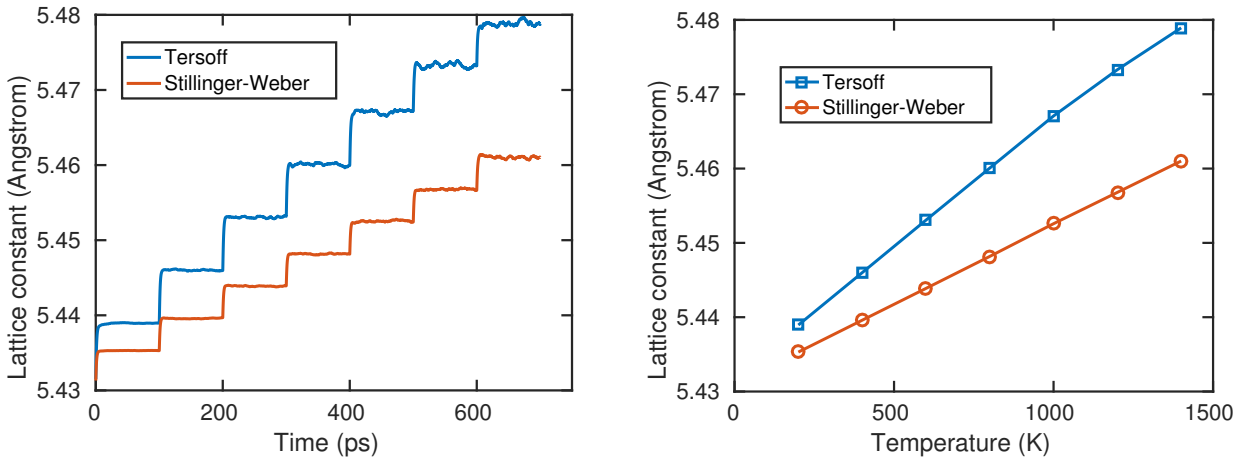 Lattice constant (Angstrom)
5.48
5.47
5.46
5.45
5.44
5.43
Tersoff
Stillinger-Weber
0
200
400
600
Time (ps)
Lattice constant (Angstrom)
5.48
5.47
5.46
5.45
5.44
5.43
Tersoff
Stillinger-Weber
0
500
1000
1500
Temperature (K)